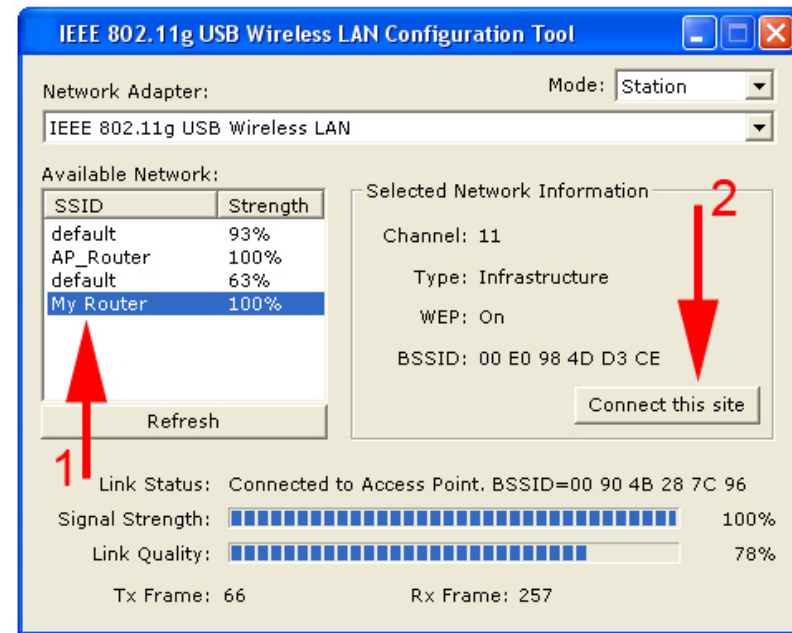 IEEE 802.11g USB Wireless LAN Configuration Tool
Network Adapter:
Mode: Station
IEEE 802.11g USB Wireless LAN
Available Network:
SSID Strength
default 93%
AP_Router 100%
default 63%
My Router 100%
Refresh
1
Selected Network Information
2
Channel: 11
Type: Infrastructure
WEP: On
BSSID: 00 E0 98 4D D3 CE
Connect this site
Link Status: Connected to Access Point. BSSID=00 90 4B 28 7C 96
Signal Strength: 100%
Link Quality: 78%
Tx Frame: 66 Rx Frame: 257